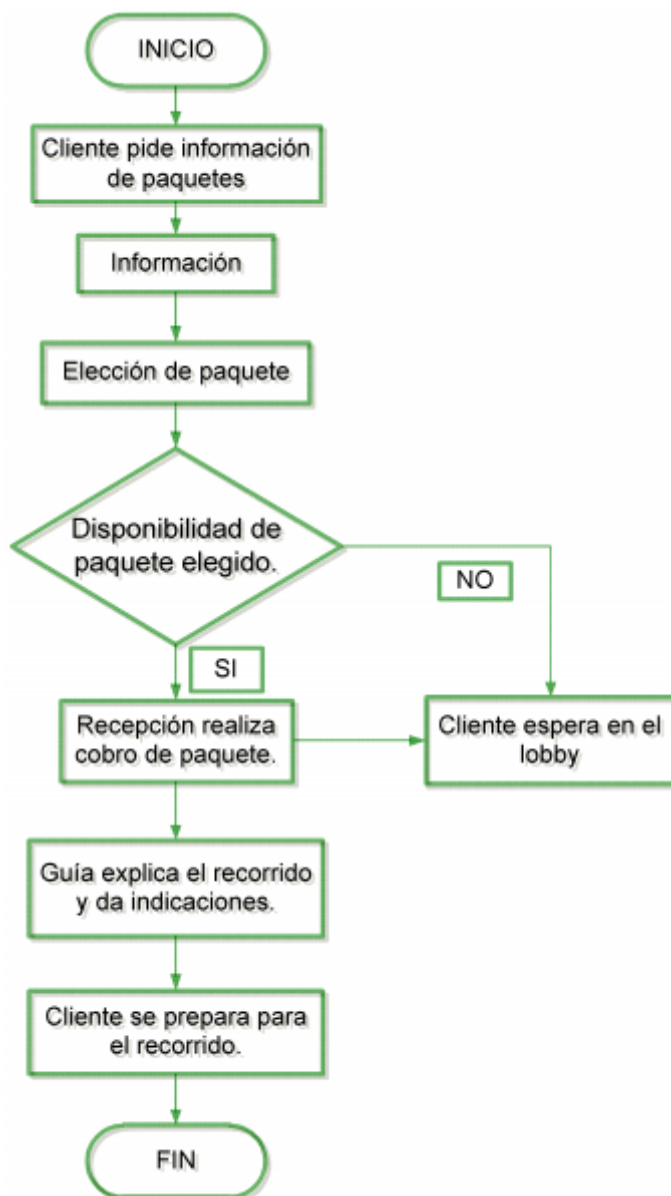 INICIO
Cliente pide información
de paquetes
Información
Elección de paquete
Disponibilidad de
paquete elegido.
NO
SI
Recepción realiza
cobro de paquete.
Cliente espera en el
lobby
Guía explica el recorrido
y da indicaciones.
Cliente se prepara para
el recorrido.
FIN